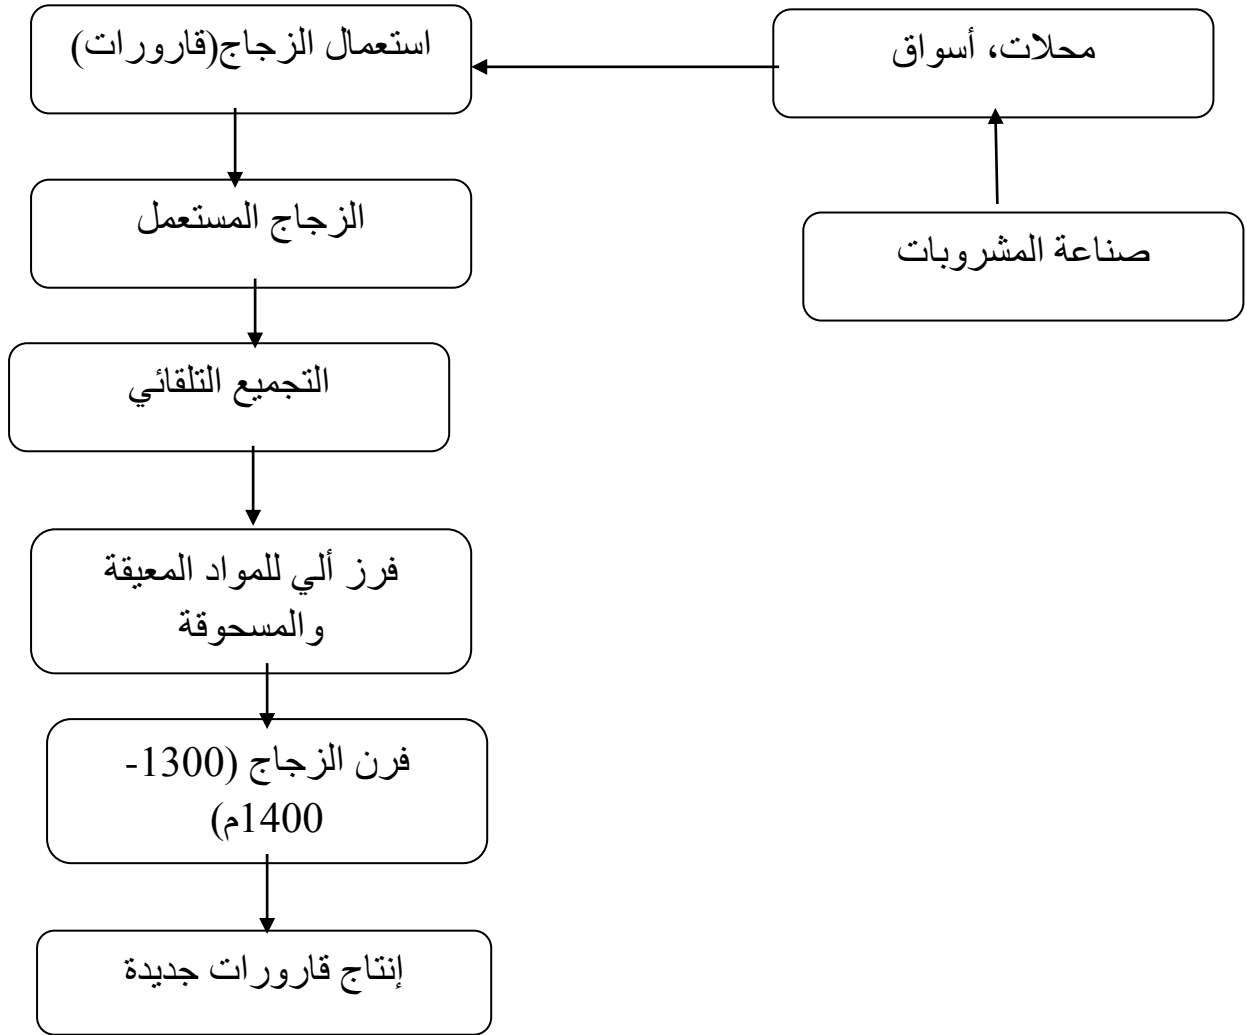 محلات، أسواق
استعمال الزجاج(قارورات)
صناعة المشروبات
الزجاج المستعمل
التجميع التلقائي
فرز ألي للمواد المعيقة
والمسحوقة
فرن الزجاج (1300-
1400م)
إنتاج قارورات جديدة